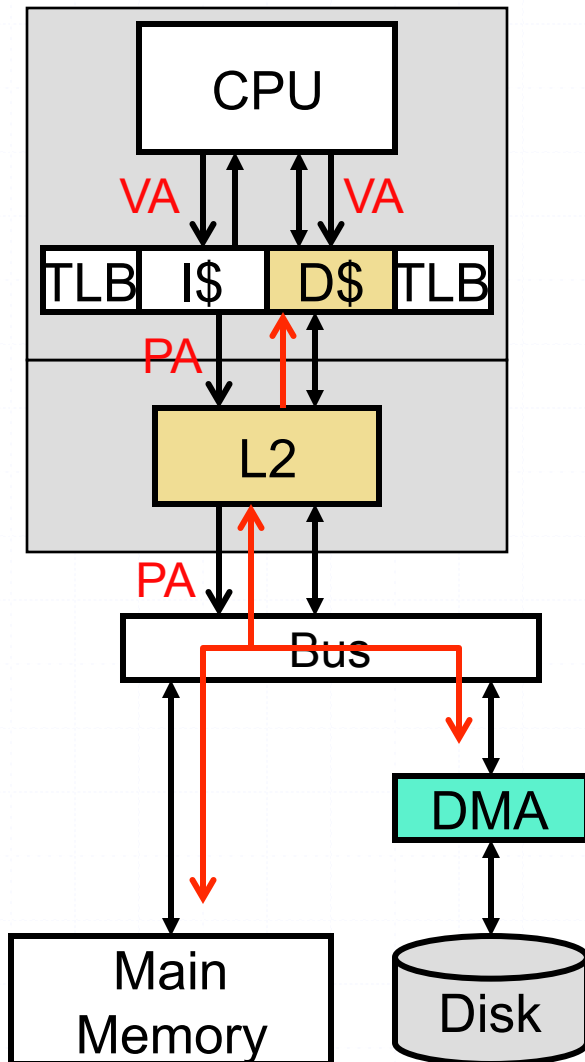 CPU
VA
VA
TLB
I$
D$
TLB
PA
L2
PA
Bus
DMA
Main
Memory
Disk